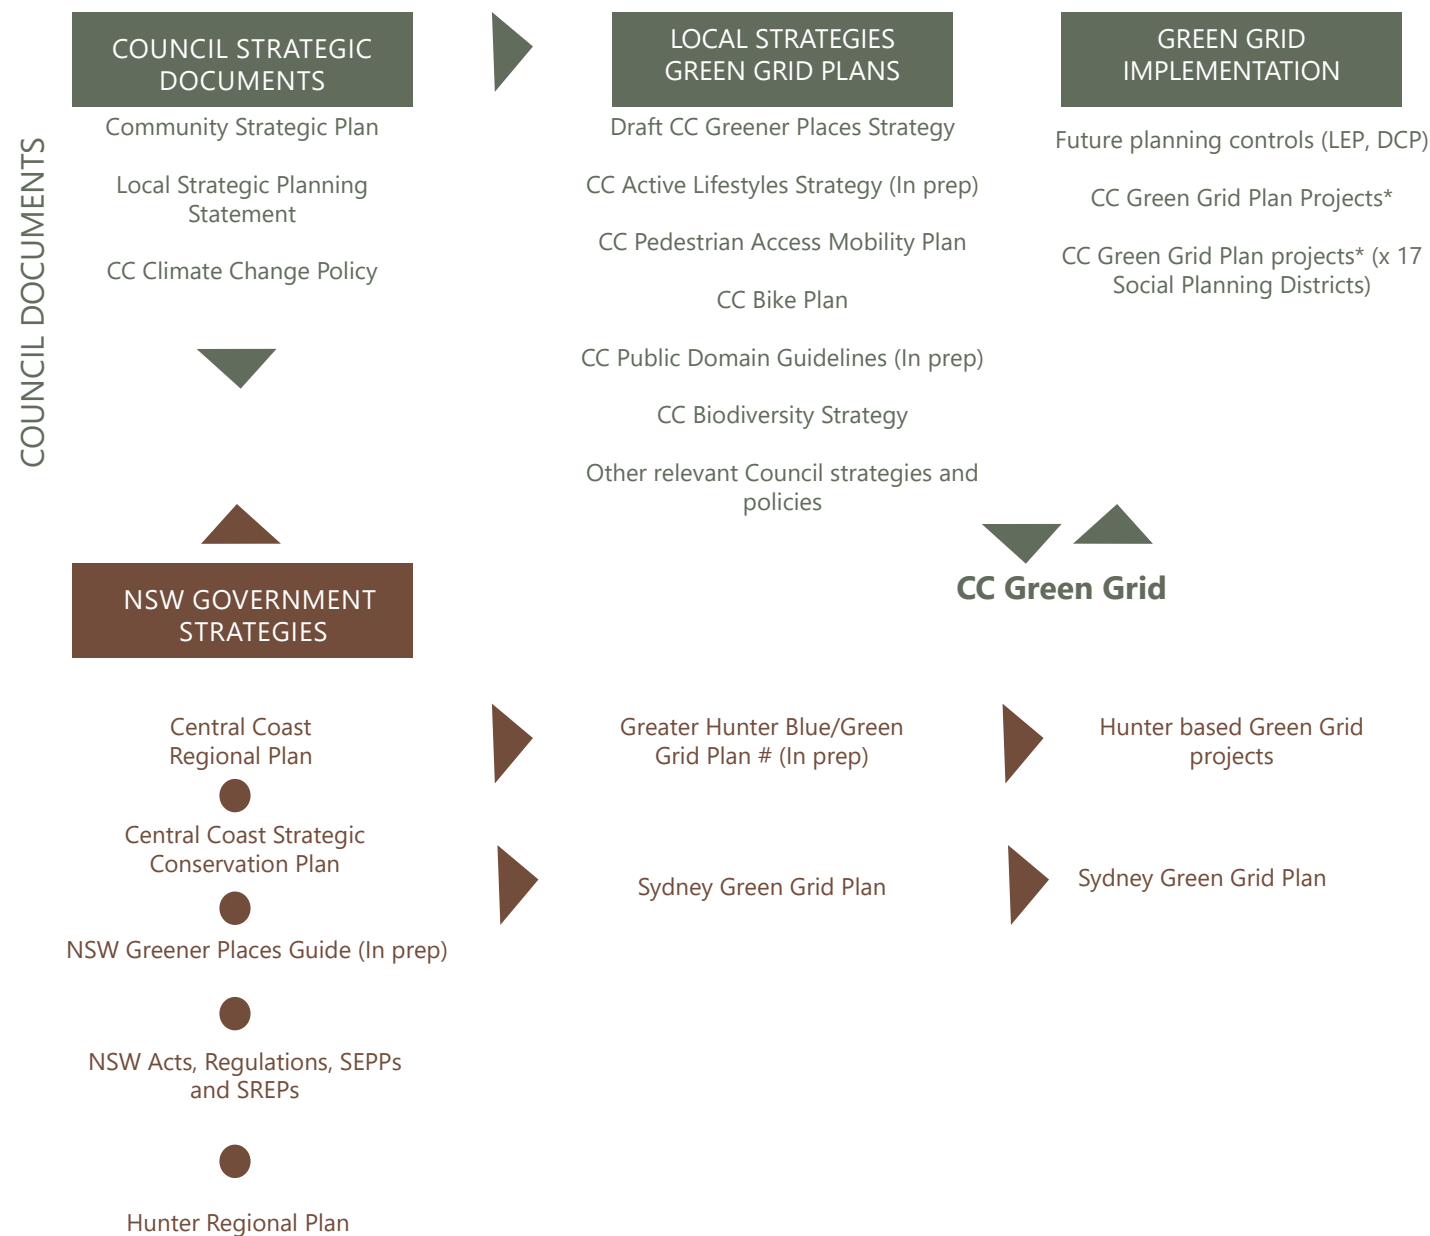 COUNCIL DOCUMENTS
COUNCIL STRATEGIC
DOCUMENTS
Community Strategic Plan
Local Strategic Planning
Statement
CC Climate Change Policy
LOCAL STRATEGIES
GREEN GRID PLANS
Draft CC Greener Places Strategy
CC Active Lifestyles Strategy (In prep)
CC Pedestrian Access Mobility Plan
CC Bike Plan
CC Public Domain Guidelines (In prep)
CC Biodiversity Strategy
Other relevant Council strategies and
policies
GREEN GRID
IMPLEMENTATION
Future planning controls (LEP, DCP)
CC Green Grid Plan Projects*
CC Green Grid Plan projects* (x 17
Social Planning Districts)
CC Green Grid
NSW GOVERNMENT
STRATEGIES
Central Coast
Regional Plan
Central Coast Strategic
Conservation Plan
NSW Greener Places Guide (In prep)
NSW Acts, Regulations, SEPPs
and SREPs
Hunter Regional Plan
Greater Hunter Blue/Green
Grid Plan # (In prep)
Sydney Green Grid Plan
Hunter based Green Grid
projects
Sydney Green Grid Plan